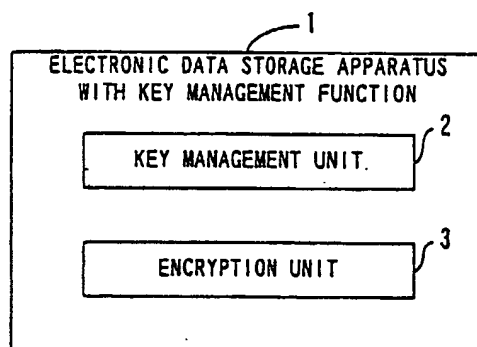 1
ELECTRONIC DATA STORAGE APPARATUS
WITH KEY MANAGEMENT FUNCTION
2
KEY MANAGEMENT UNIT
3
ENCRYPTION UNIT